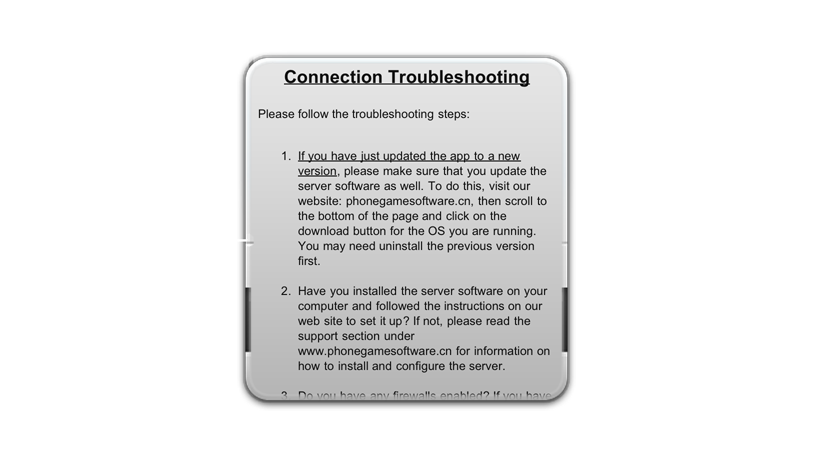 Connection Troubleshooting
Please follow the troubleshooting steps:
1. If you have just updated the app to a new
version, please make sure that you update the
server software as well. To do this, visit our
website: phonegamesoftware.cn, then scroll to
the bottom of the page and click on the
download button for the OS you are running.
You may need uninstall the previous version
first.
2. Have you installed the server software on your
computer and followed the instructions on our
web site to set it up? If not, please read the
support section under
www.phonegamesoftware.cn for information on
how to install and configure the server.
3. Do you have any firewalls enabled? If you have